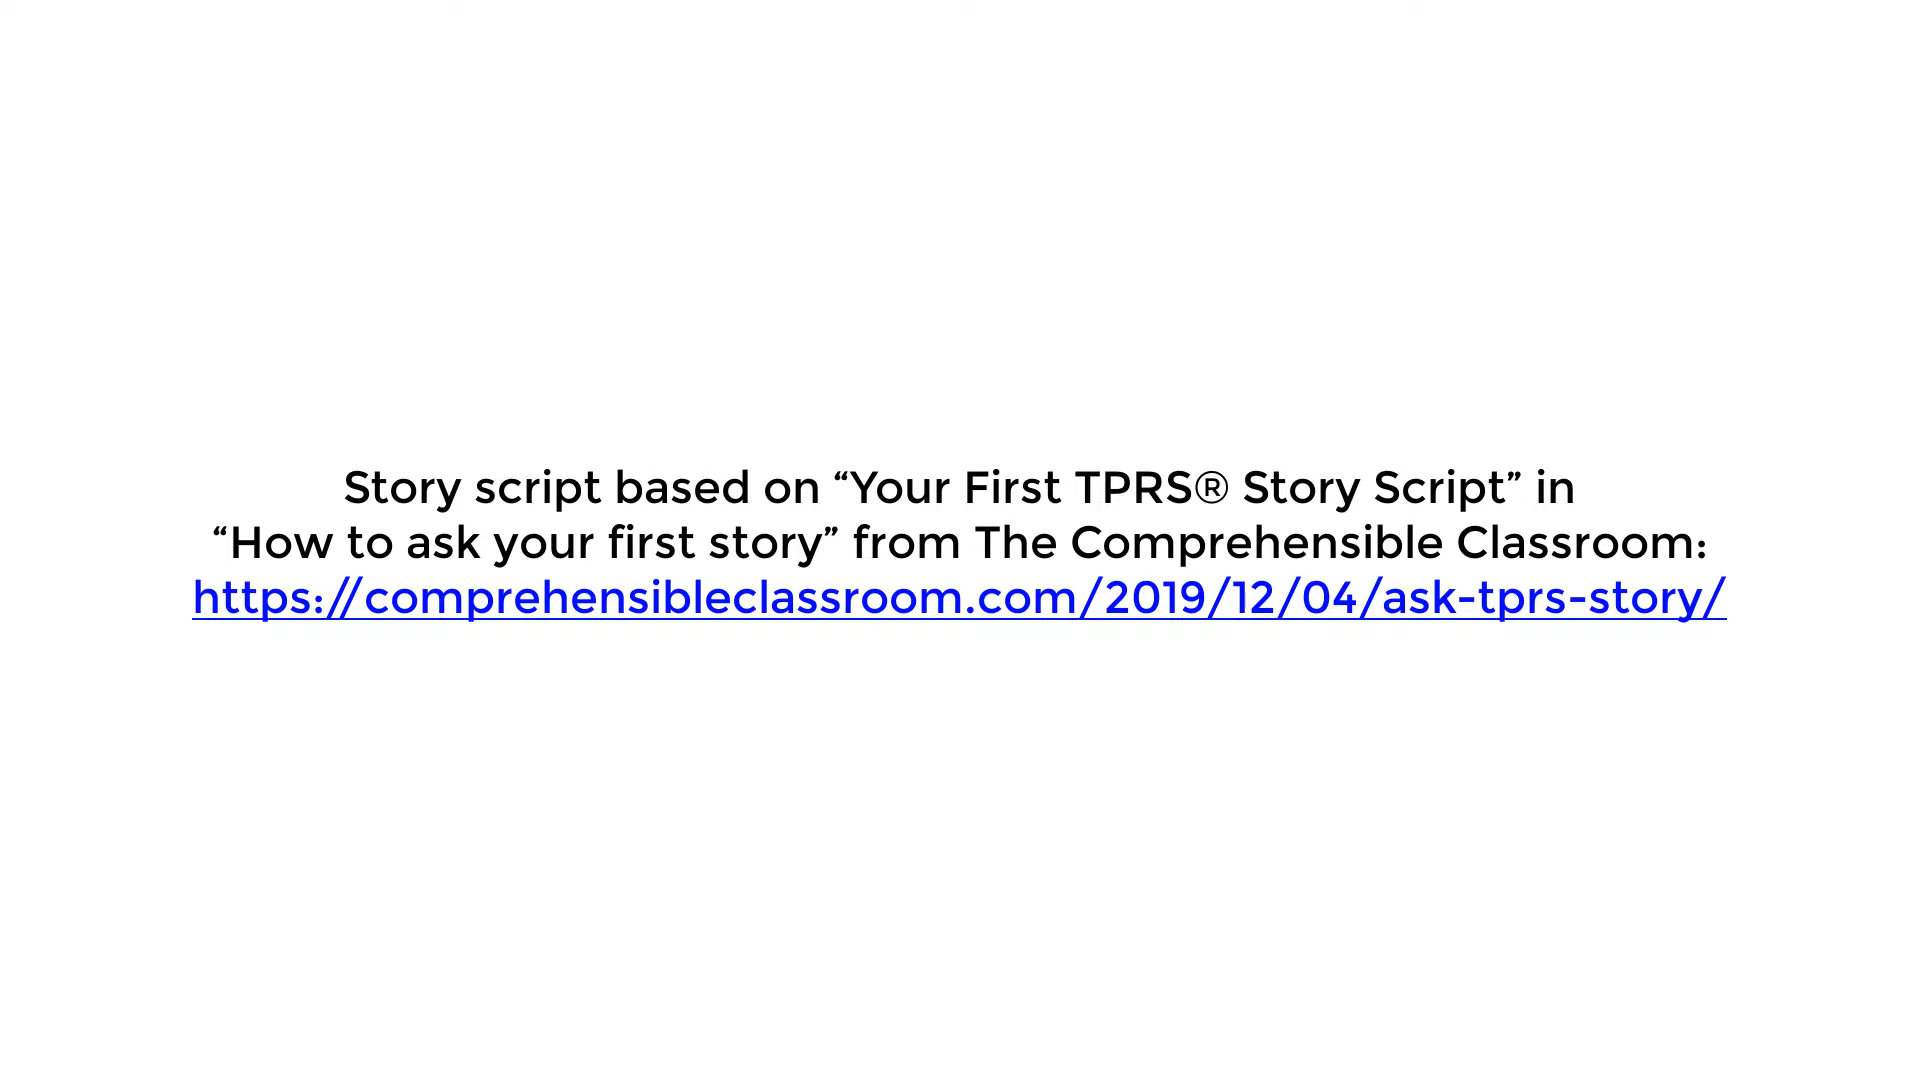 Story script based on “Your First TPRS® Story Script” in
“How to ask your first story” from The Comprehensible Classroom:
https://comprehensibleclassroom.com/2019/12/04/ask-tprs-story/